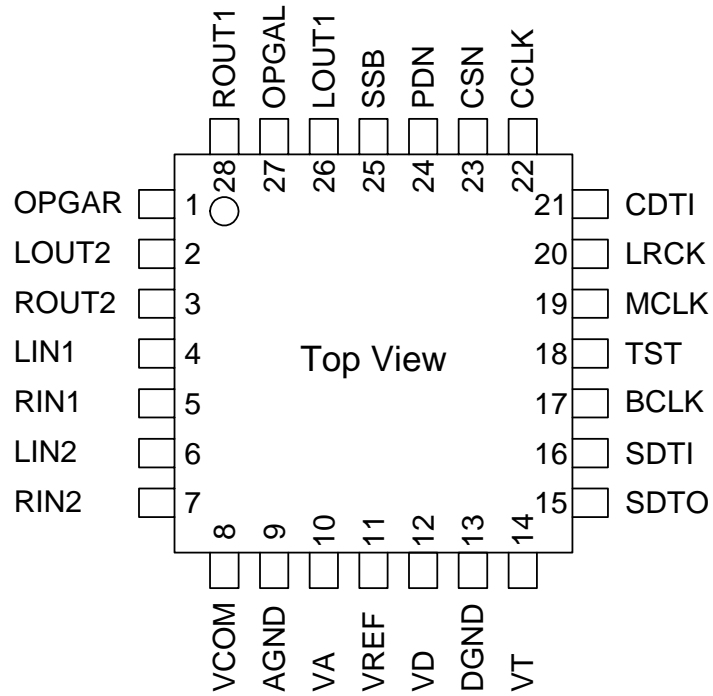 ROUT1 OPGAL LOUT1 SSB PDN CSN CCLK
28 27 26 25 24 23 22
OPGAR 1 21 CDTI
LOUT2 2 20 LRCK
ROUT2 3 19 MCLK
LIN1 4 Top View 18 TST
RIN1 5 17 BCLK
LIN2 6 16 SDTI
RIN2 7 15 SDTO
8 9 10 11 12 13 14
VCOM AGND VA VREF VD DGND VT